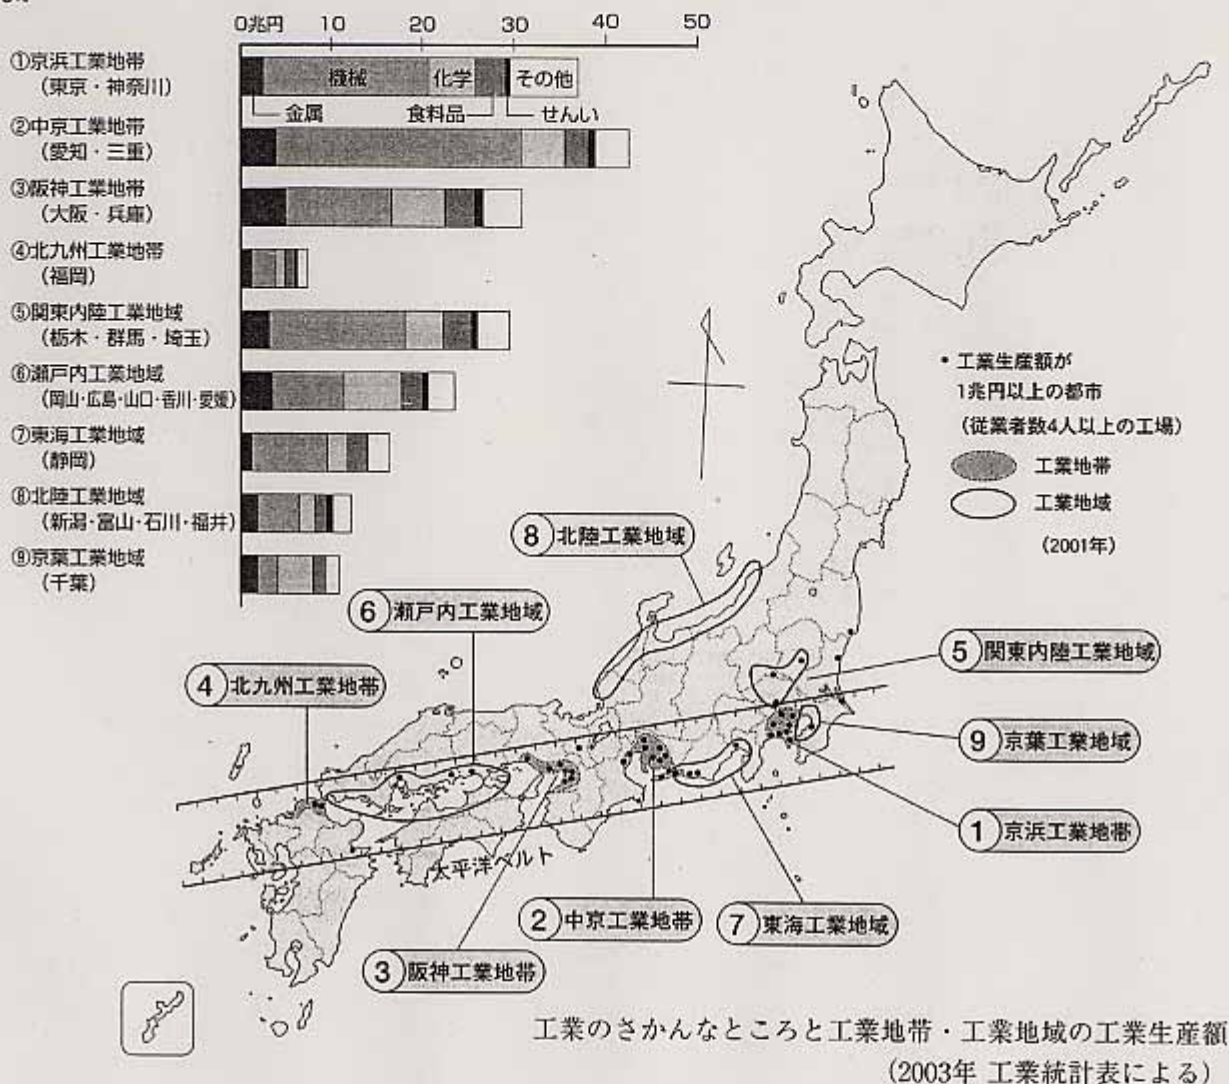 0兆円 10 20 30 40 50
①京浜工業地帯
(東京・神奈川)
機械 化学 その他
金属 食料品 せんい
②中京工業地帯
(愛知・三重)
③阪神工業地帯
(大阪・兵庫)
④北九州工業地帯
(福岡)
⑤関東内陸工業地域
(栃木・群馬・埼玉)
⑥瀬戸内工業地域
(岡山・広島・山口・香川・愛媛)
⑦東海工業地域
(静岡)
⑧北陸工業地域
(新潟・富山・石川・福井)
⑨京葉工業地域
(千葉)
• 工業生産額が
1兆円以上の都市
(従業者数4人以上の工場)
工業地帯
工業地域
(2001年)
8 北陸工業地域
6 瀬戸内工業地域
5 関東内陸工業地域
4 北九州工業地帯
9 京葉工業地域
1 京浜工業地帯
太平洋ベルト
2 中京工業地帯
7 東海工業地域
3 阪神工業地帯
工業のさかんなところと工業地帯・工業地域の工業生産額
(2003年 工業統計表による)